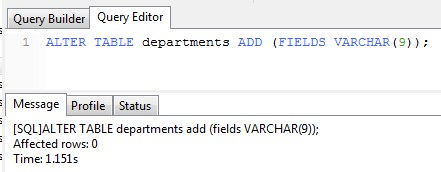 Query Builder Query Editor
1 ALTER TABLE departments ADD (FIELDS VARCHAR(9));
Message Profile Status
[SQL]ALTER TABLE departments add (fields VARCHAR(9));
Affected rows: 0
Time: 1.151s